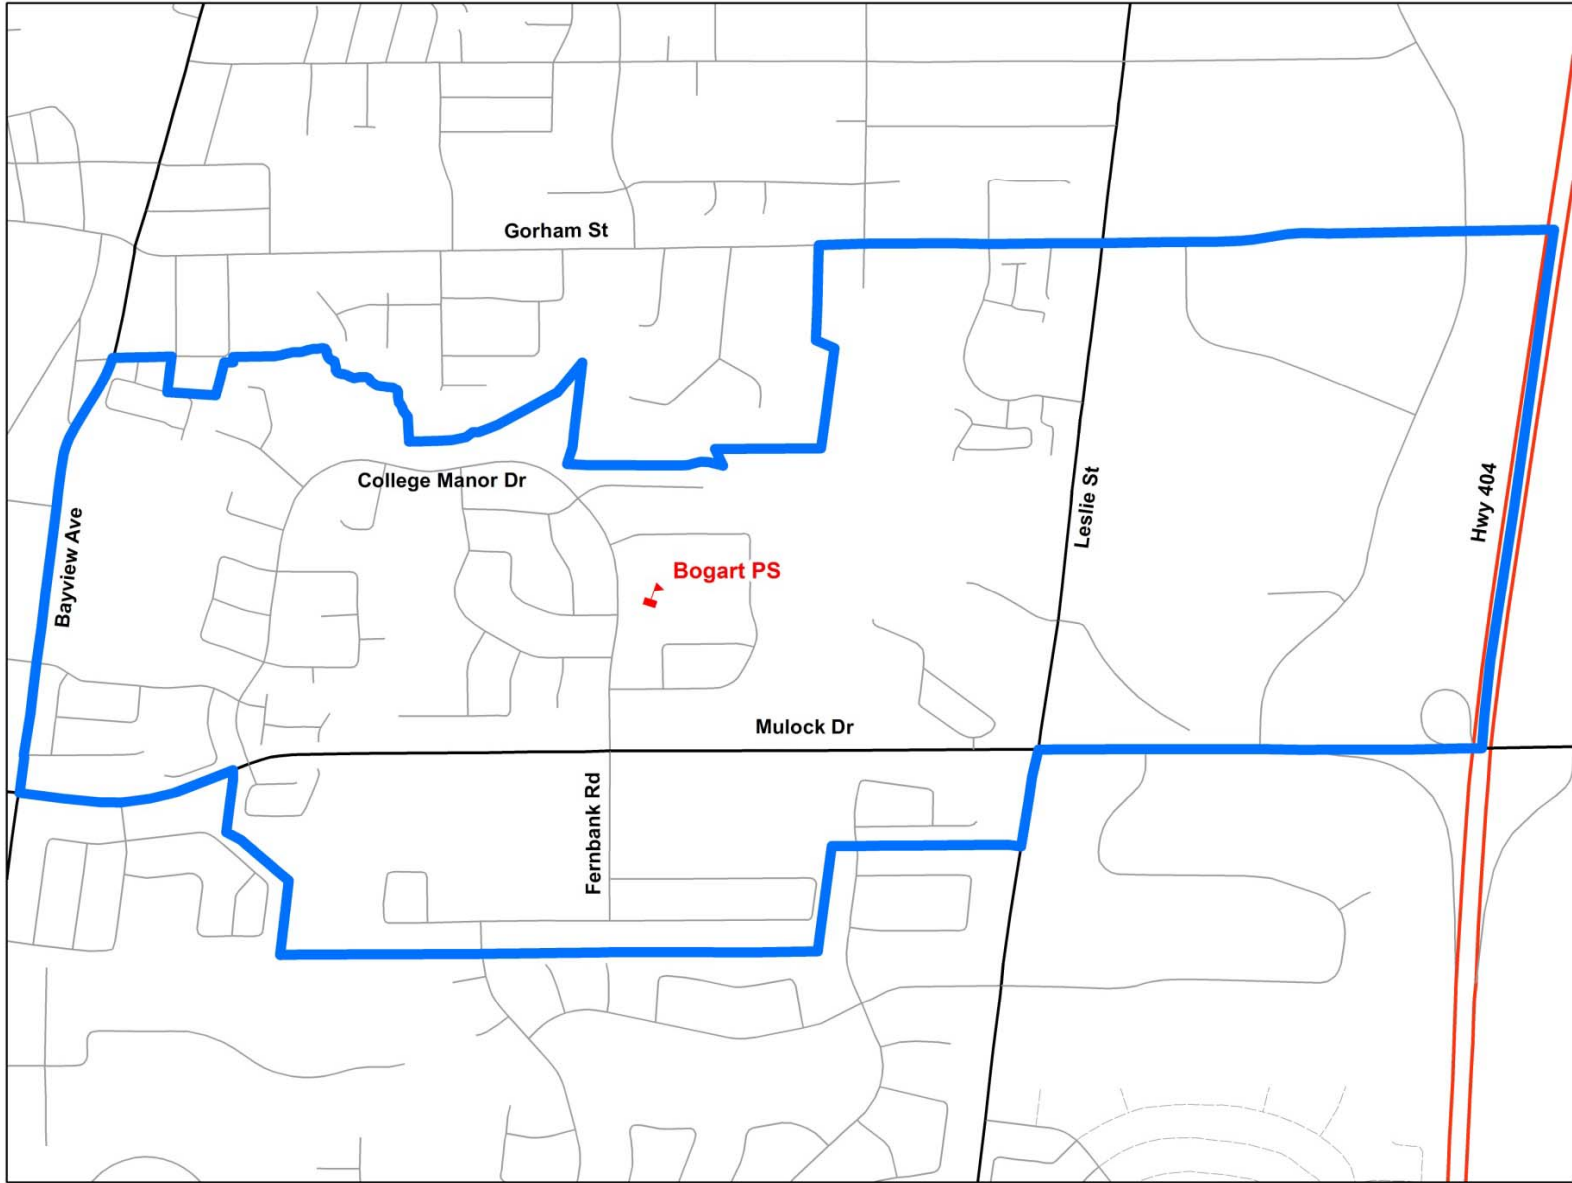 Gorham St
College Manor Dr
Leslie St
Hwy 404
Bayview Ave
Bogart PS
Mulock Dr
Fernbank Rd